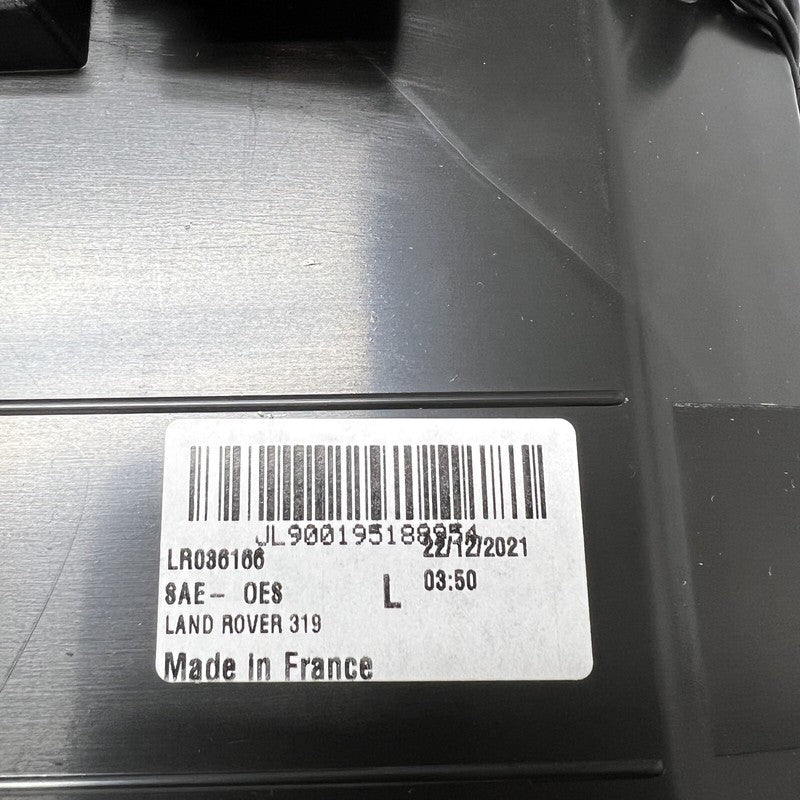 JL900195188954
LR036166 22/12/2021
SAE- OES L 03:50
LAND ROVER 319
Made In France